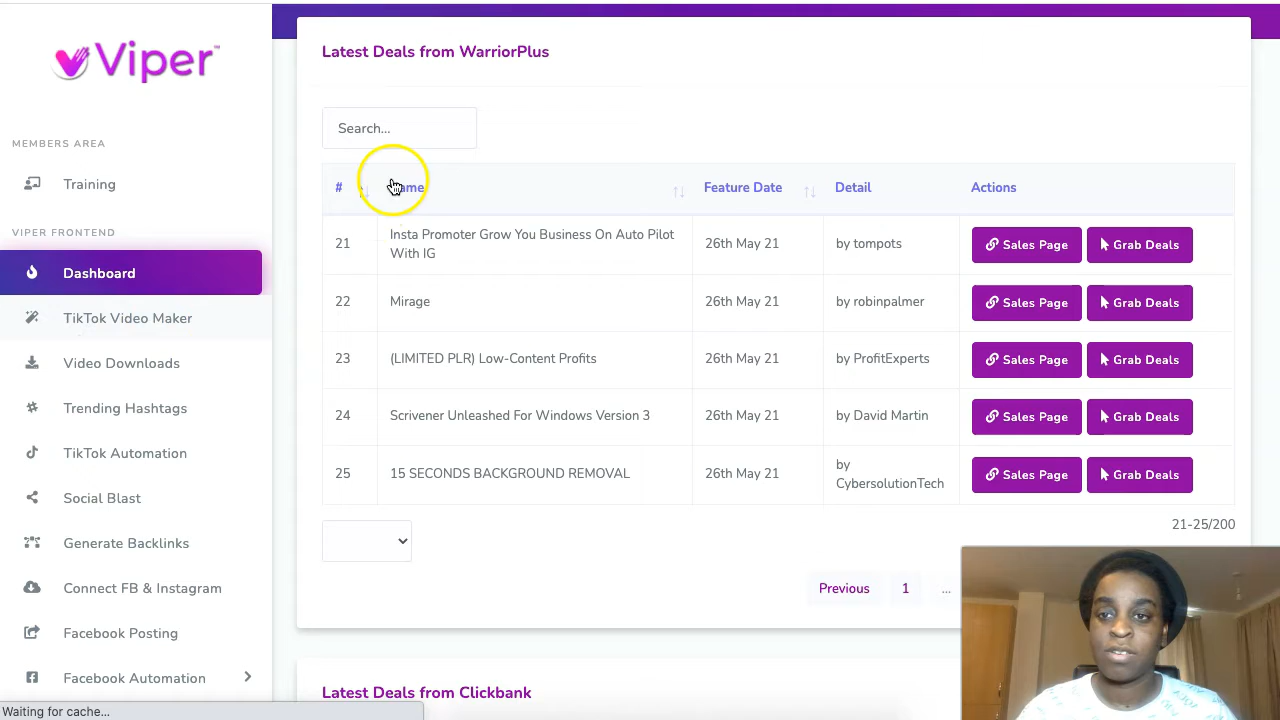 Viper™
MEMBERS AREA
Training
VIPER FRONTEND
Dashboard
TikTok Video Maker
Video Downloads
Trending Hashtags
TikTok Automation
Social Blast
Generate Backlinks
Connect FB & Instagram
Facebook Posting
Facebook Automation
Waiting for cache...
Latest Deals from WarriorPlus
Search...
# Name Feature Date Detail Actions
21 Insta Promoter Grow You Business On Auto Pilot With IG 26th May 21 by tompots Sales Page Grab Deals
22 Mirage 26th May 21 by robinpalmer Sales Page Grab Deals
23 (LIMITED PLR) Low-Content Profits 26th May 21 by ProfitExperts Sales Page Grab Deals
24 Scrivener Unleashed For Windows Version 3 26th May 21 by David Martin Sales Page Grab Deals
25 15 SECONDS BACKGROUND REMOVAL 26th May 21 by CybersolutionTech Sales Page Grab Deals
21-25/200
Previous 1 ...
Latest Deals from Clickbank